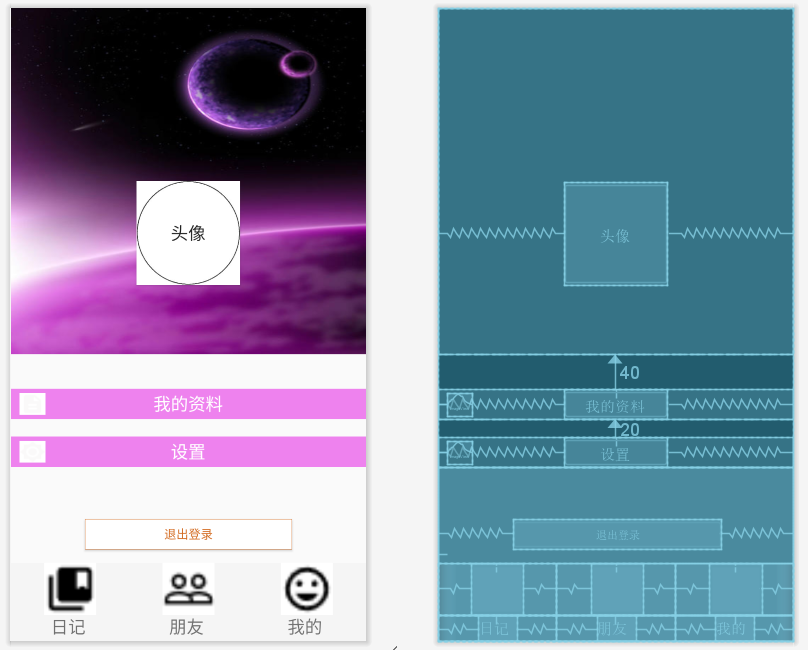 头像
我的资料
设置
退出登录
日记 朋友 我的
头像
40
我的资料
20
设置
退出登录
日记 朋友 我的